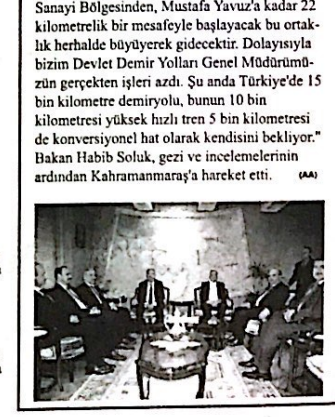 Sanayi Bölgesinden, Mustafa Yavuz'a kadar 22
kilometrelik bir mesafeyle başlayacak bu ortak-
lık herhalde büyüyerek gidecektir. Dolayısıyla
bizim Devlet Demir Yolları Genel Müdürümü-
zün gerçekten işleri azdı. Şu anda Türkiye'de 15
bin kilometre demiryolu, bunun 10 bin
kilometresi yüksek hızlı tren 5 bin kilometresi
de konversiyonel hat olarak kendisini bekliyor."
Bakan Habib Soluk, gezi ve incelemelerinin
ardından Kahramanmaraş'a hareket etti. (AA)